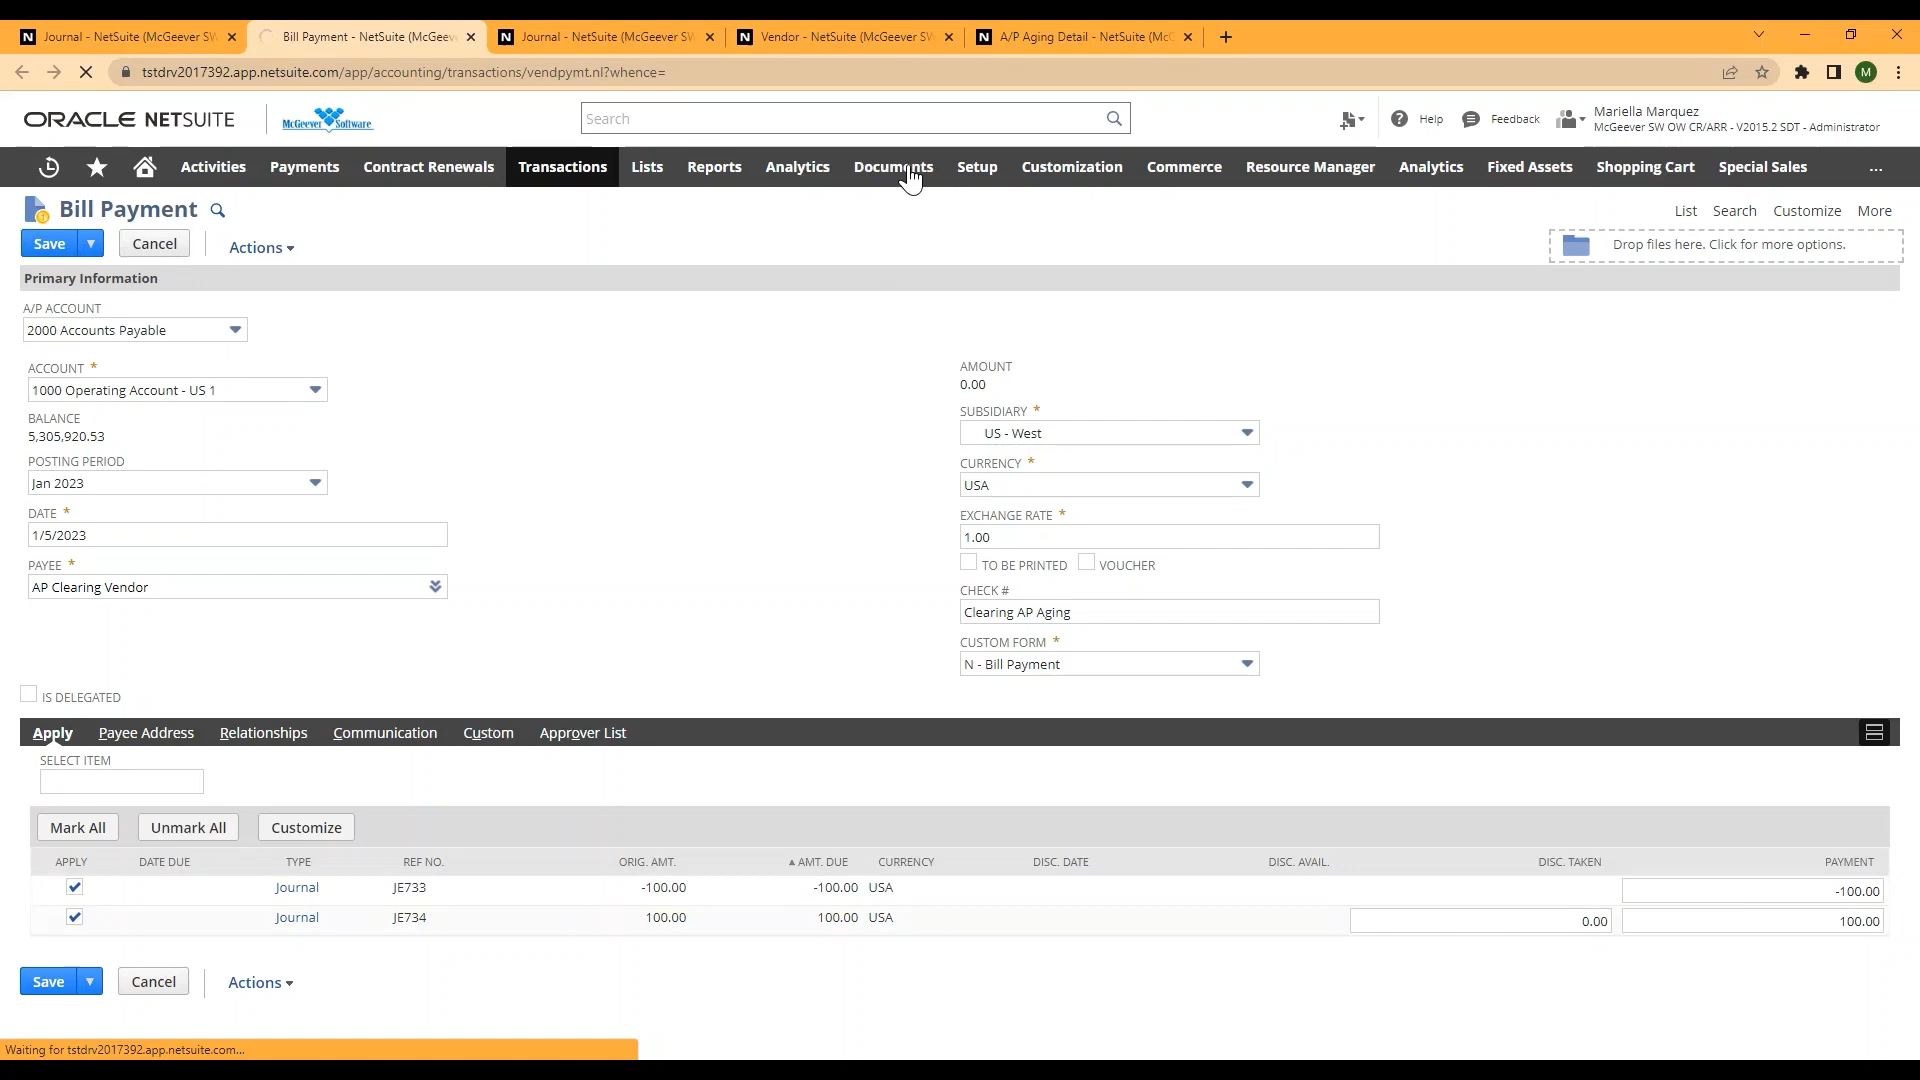 Journal - NetSuite (McGeever SW
Bill Payment - NetSuite (McGeev
Journal - NetSuite (McGeever SW
Vendor - NetSuite (McGeever SW
A/P Aging Detail - NetSuite (McG
tstdrv2017392.app.netsuite.com/app/accounting/transactions/vendpymt.nl?whence=
M
ORACLE NETSUITE
McGeever Software
Search
Help
Feedback
Mariella Marquez
McGeever SW OW CR/ARR - V2015.2 SDT - Administrator
Activities Payments Contract Renewals Transactions Lists Reports Analytics Documents Setup Customization Commerce Resource Manager Analytics Fixed Assets Shopping Cart Special Sales ...
Bill Payment
List Search Customize More
Save Cancel Actions
Drop files here. Click for more options.
Primary Information
A/P ACCOUNT
2000 Accounts Payable
ACCOUNT *
1000 Operating Account - US 1
BALANCE
5,305,920.53
POSTING PERIOD
Jan 2023
DATE *
1/5/2023
PAYEE *
AP Clearing Vendor
AMOUNT
0.00
SUBSIDIARY *
US - West
CURRENCY *
USA
EXCHANGE RATE *
1.00
TO BE PRINTED VOUCHER
CHECK #
Clearing AP Aging
CUSTOM FORM *
N - Bill Payment
IS DELEGATED
Apply Payee Address Relationships Communication Custom Approver List
SELECT ITEM
Mark All Unmark All Customize
APPLY DATE DUE TYPE REF NO. ORIG. AMT. AMT. DUE CURRENCY DISC. DATE DISC. AVAIL. DISC. TAKEN PAYMENT
Journal JE733 -100.00 -100.00 USA -100.00
Journal JE734 100.00 100.00 USA 0.00 100.00
Save Cancel Actions
Waiting for tstdrv2017392.app.netsuite.com...